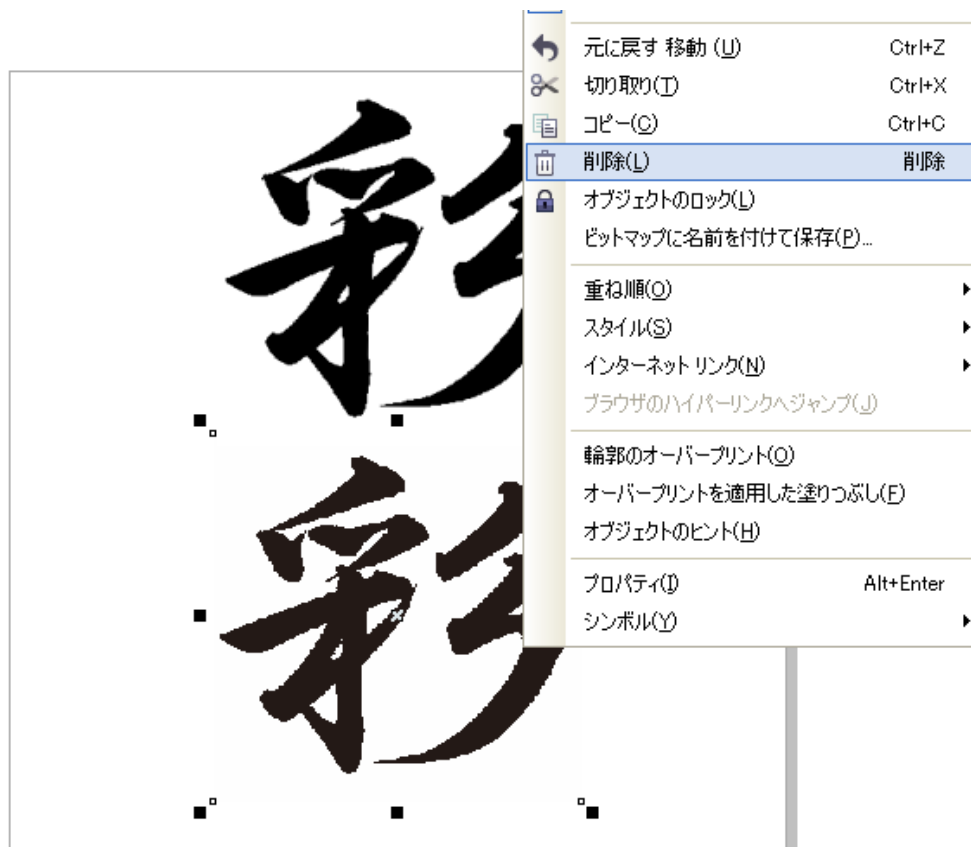 元に戻す 移動 (U) Ctrl+Z
切り取り(T) Ctrl+X
コピー(C) Ctrl+C
削除(L) 削除
オブジェクトのロック(L)
ビットマップに名前を付けて保存(P)...
重ね順(O)
スタイル(S)
インターネット リンク(N)
ブラウザのハイパーリンクへジャンプ(J)
輪郭のオーバープリント(O)
オーバープリントを適用した塗りつぶし(F)
オブジェクトのヒント(H)
プロパティ(I) Alt+Enter
シンボル(Y)
彩
彩